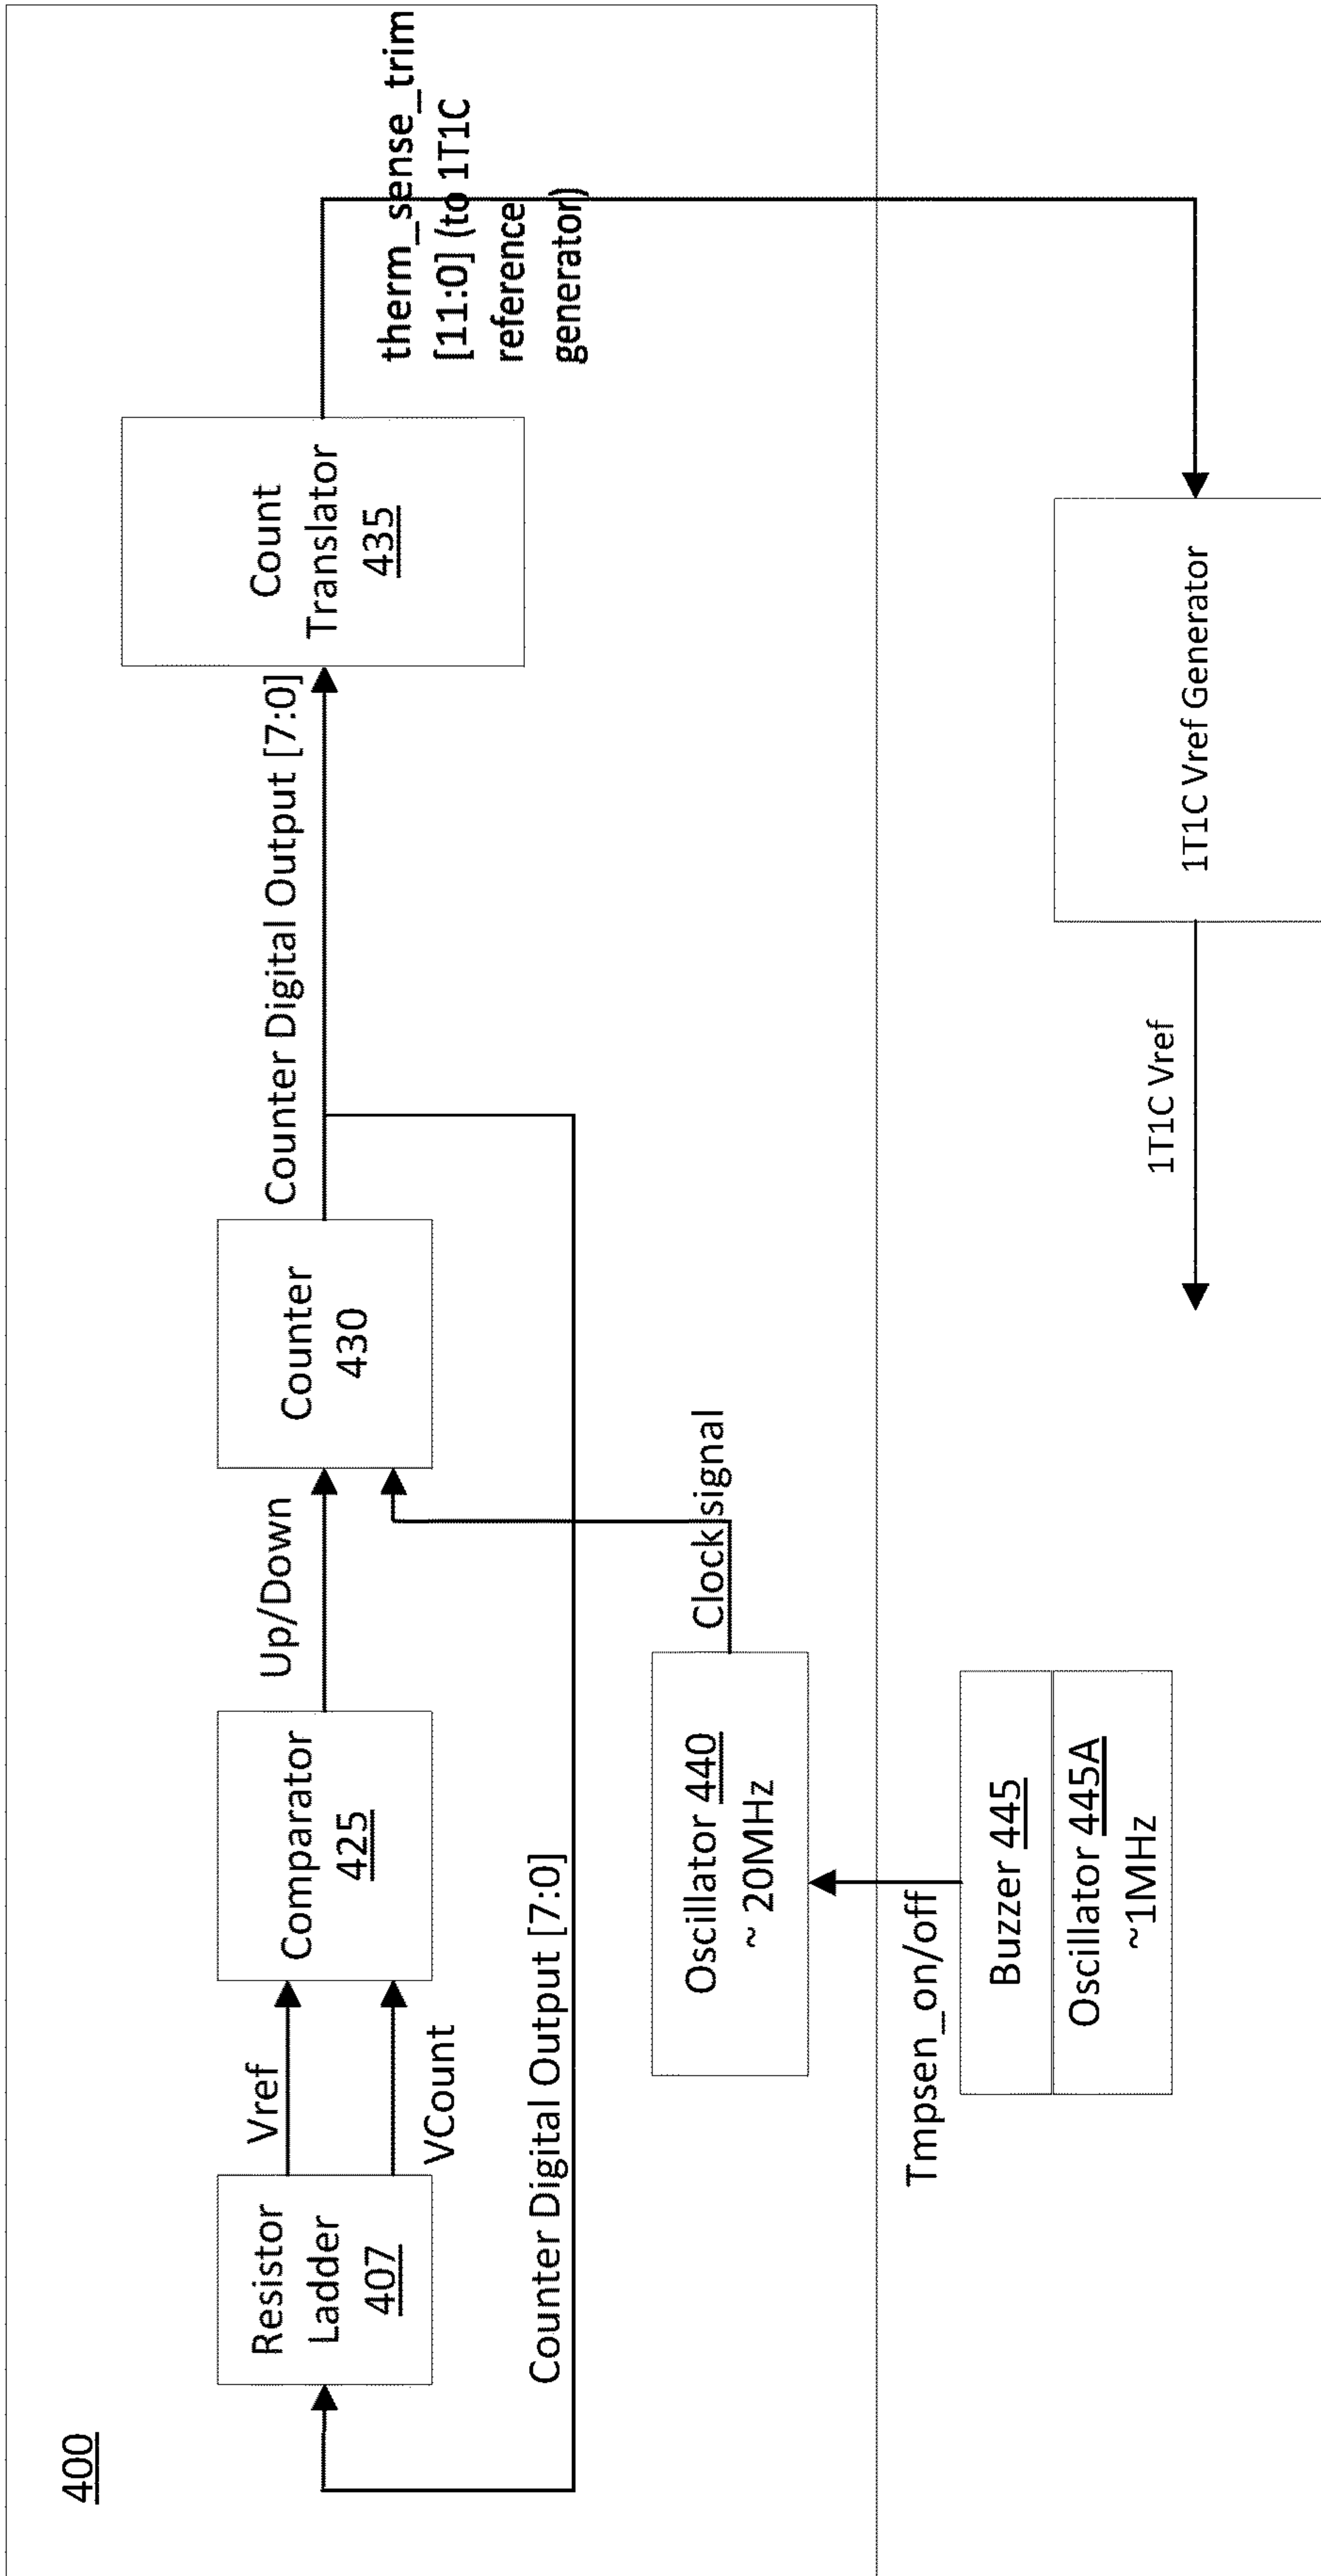 400
Resistor
Ladder
407
Vref
VCount
Comparator
425
Up/Down
Counter
430
Counter Digital Output [7:0]
Count
Translator
435
therm_sense_trim
[11:0] (to 1T1C
reference
generator)
Counter Digital Output [7:0]
Oscillator 440
~ 20MHz
Clock signal
Tmpsen_on/off
Buzzer 445
Oscillator 445A
~1MHz
1T1C Vref
1T1C Vref Generator